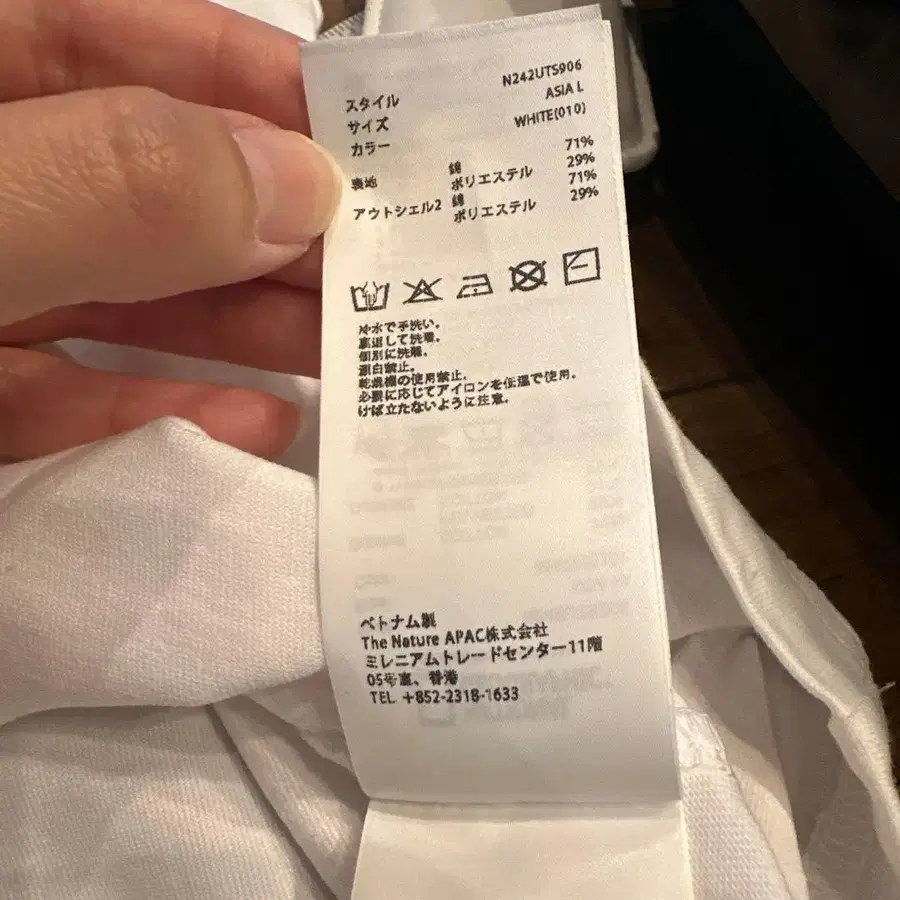 スタイル N242UTS906
サイズ ASIA L
カラー WHITE(010)
表地 綿 71%
ポリエステル 29%
アウトシェル2 綿 71%
ポリエステル 29%
冷水で手洗い.
裏返して洗濯.
個別に洗濯.
漂白禁止.
乾燥機の使用禁止.
必要に応じてアイロンを低温で使用.
けば立たないように注意.
ベトナム製
The Nature APAC株式会社
ミレニアムトレードセンター11階
05号室、香港
TEL +852-2318-1633